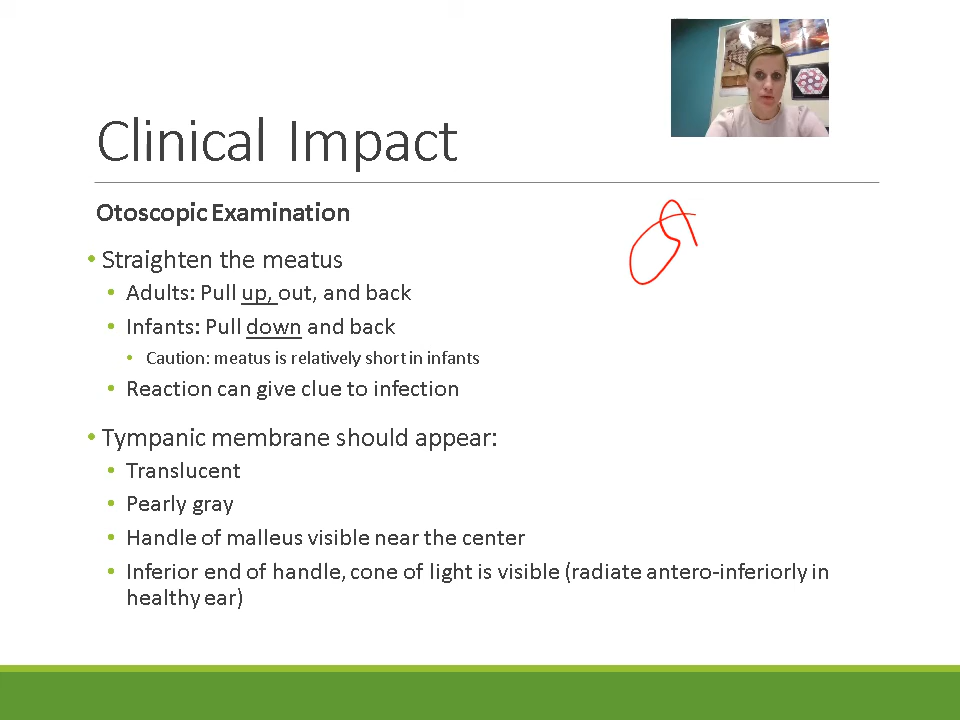 Clinical Impact
Otoscopic Examination
• Straighten the meatus
• Adults: Pull up, out, and back
• Infants: Pull down and back
• Caution: meatus is relatively short in infants
• Reaction can give clue to infection
• Tympanic membrane should appear:
• Translucent
• Pearly gray
• Handle of malleus visible near the center
• Inferior end of handle, cone of light is visible (radiate antero-inferiorly in
healthy ear)